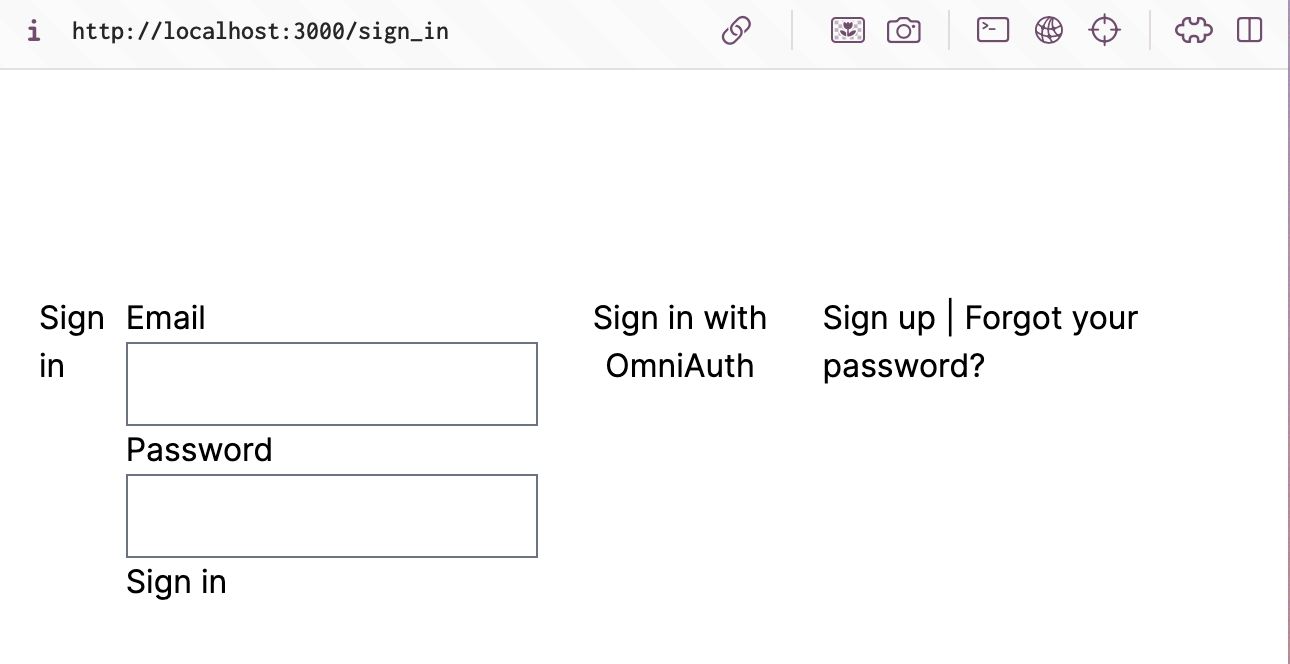 http://localhost:3000/sign_in
Sign
in
Email
Password
Sign in
Sign in with
OmniAuth
Sign up | Forgot your
password?